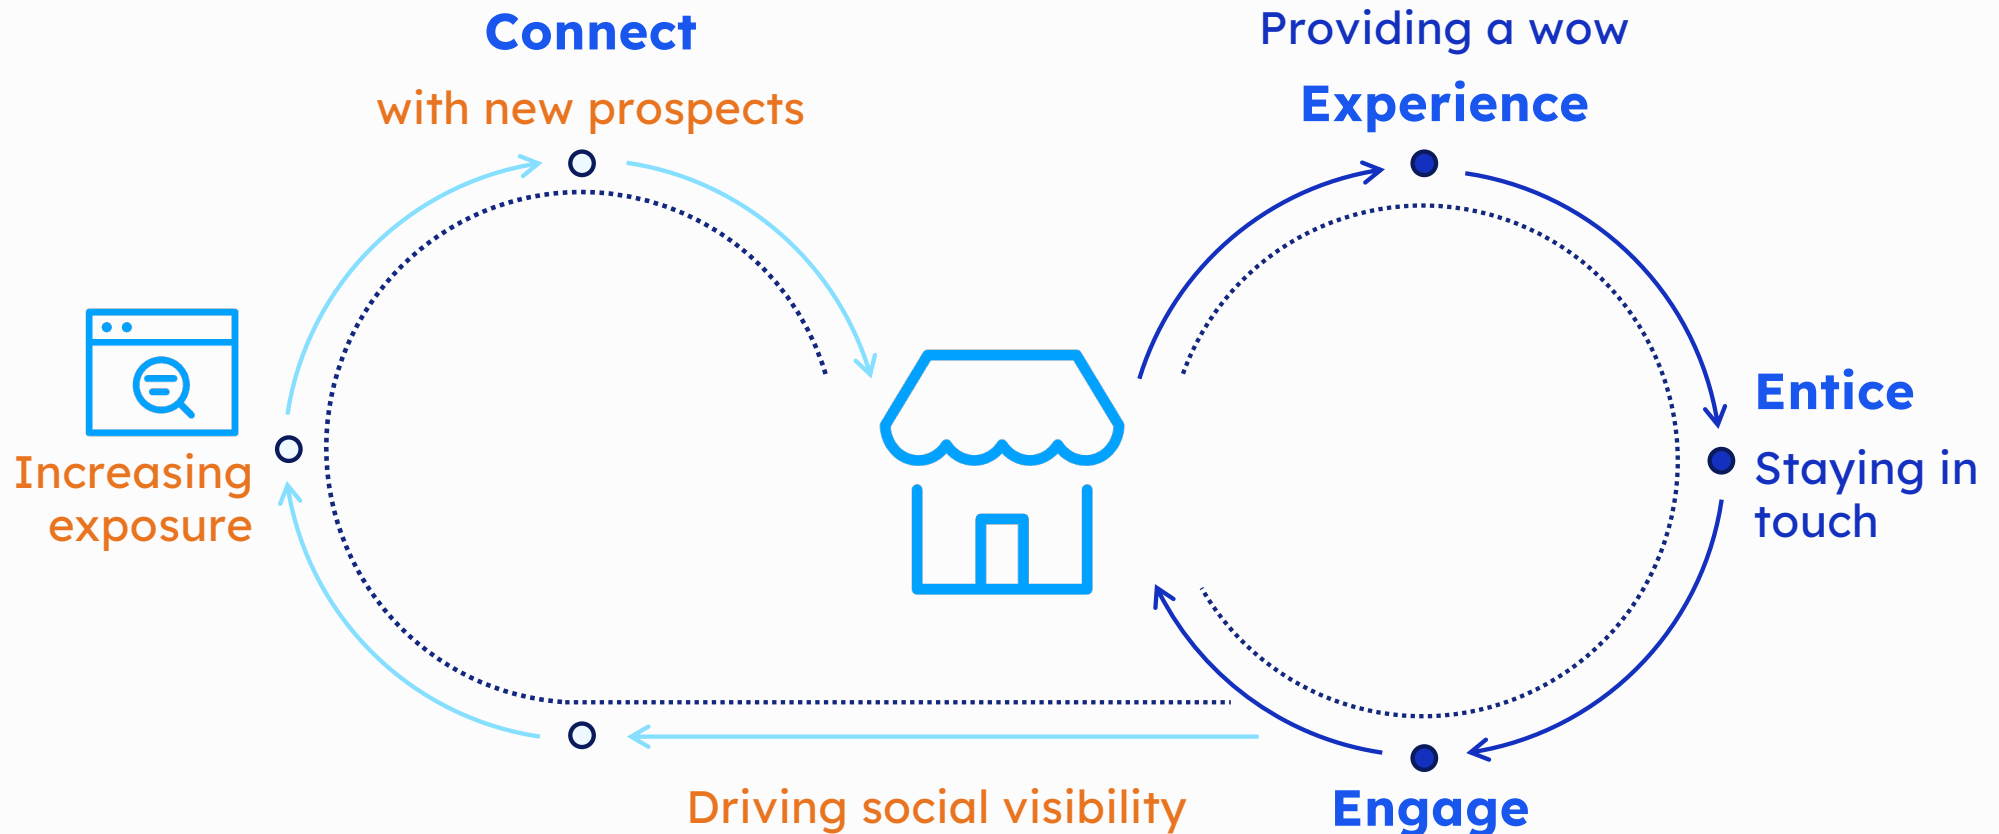 Connect
with new prospects
Providing a wow
Experience
Increasing
exposure
Entice
Staying in
touch
Driving social visibility
Engage